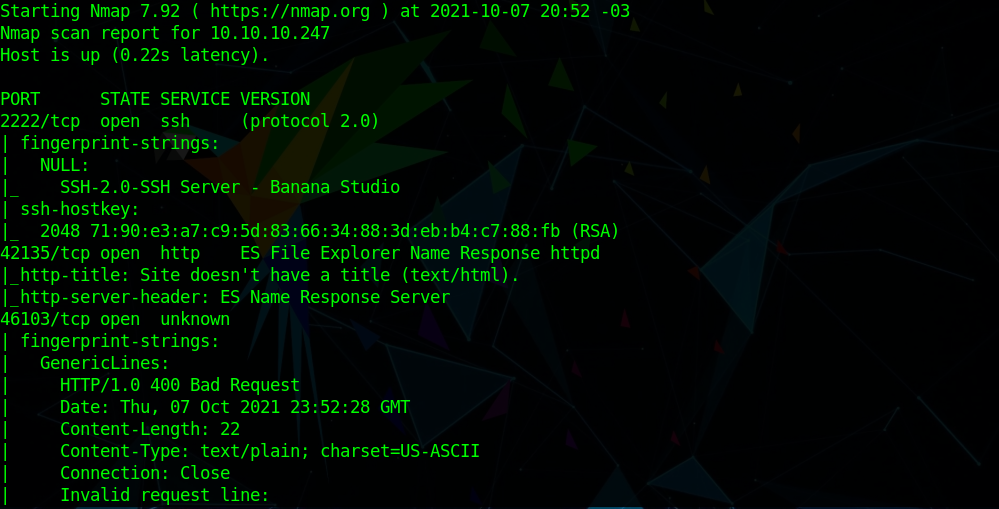 Starting Nmap 7.92 ( https://nmap.org ) at 2021-10-07 20:52 -03
Nmap scan report for 10.10.10.247
Host is up (0.22s latency).
PORT      STATE SERVICE VERSION
2222/tcp  open  ssh     (protocol 2.0)
| fingerprint-strings:
|   NULL:
|_    SSH-2.0-SSH Server - Banana Studio
| ssh-hostkey:
|_  2048 71:90:e3:a7:c9:5d:83:66:34:88:3d:eb:b4:c7:88:fb (RSA)
42135/tcp open  http    ES File Explorer Name Response httpd
|_http-title: Site doesn't have a title (text/html).
|_http-server-header: ES Name Response Server
46103/tcp open  unknown
| fingerprint-strings:
|   GenericLines:
|     HTTP/1.0 400 Bad Request
|     Date: Thu, 07 Oct 2021 23:52:28 GMT
|     Content-Length: 22
|     Content-Type: text/plain; charset=US-ASCII
|     Connection: Close
|     Invalid request line: